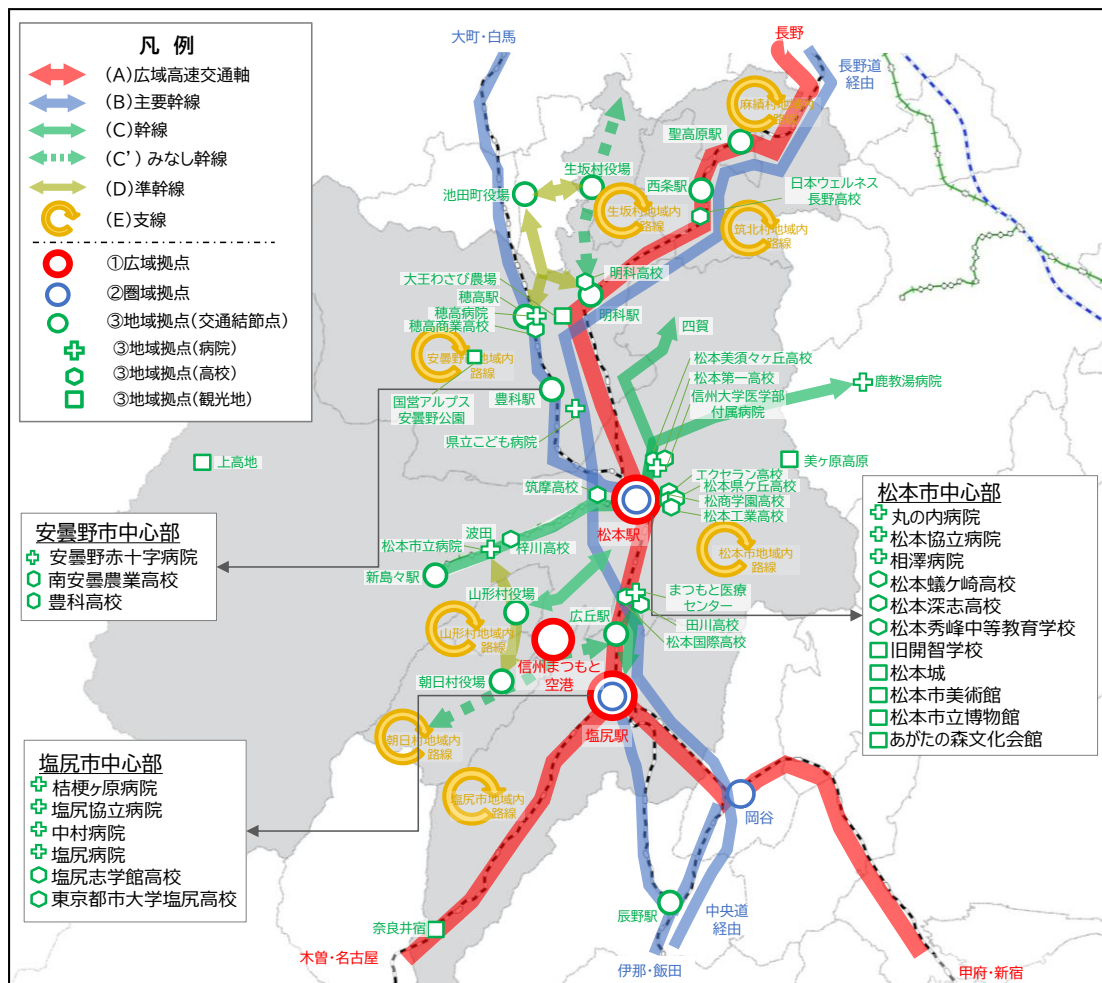 凡 例
(A)広域高速交通軸
(B)主要幹線
(C)幹線
(C’)みなし幹線
(D)準幹線
(E)支線
①広域拠点
②圏域拠点
③地域拠点(交通結節点)
③地域拠点(病院)
③地域拠点(高校)
③地域拠点(観光地)
大町・白馬
長野
長野道
経由
麻績村地域内
路線
聖高原駅
生坂村役場
池田町役場
西条駅
日本ウェルネス
長野高校
生坂村地域内
路線
筑北村地域内
路線
大王わさび農場
穂高駅
穂高病院
穂高商業高校
明科高校
明科駅
四賀
安曇野市地域内
路線
国営アルプス
安曇野公園
豊科駅
県立こども病院
松本美須々ヶ丘高校
松本第一高校
信州大学医学部
付属病院
鹿教湯病院
上高地
美ヶ原高原
エクセラン高校
松本県ケ丘高校
松商学園高校
松本工業高校
筑摩高校
松本駅
波田
松本市立病院
梓川高校
新島々駅
松本市地域内
路線
山形村役場
山形村地域内
路線
広丘駅
まつもと医療
センター
田川高校
松本国際高校
信州まつもと
空港
朝日村役場
朝日村地域内
路線
塩尻駅
塩尻市地域内
路線
岡谷
辰野駅
中央道
経由
奈良井宿
木曽・名古屋
伊那・飯田
甲府・新宿
安曇野市中心部
安曇野赤十字病院
南安曇農業高校
豊科高校
塩尻市中心部
桔梗ヶ原病院
塩尻協立病院
中村病院
塩尻病院
塩尻志学館高校
東京都市大学塩尻高校
松本市中心部
丸の内病院
松本協立病院
相澤病院
松本蟻ケ崎高校
松本深志高校
松本秀峰中等教育学校
旧開智学校
松本城
松本市美術館
松本市立博物館
あがたの森文化会館